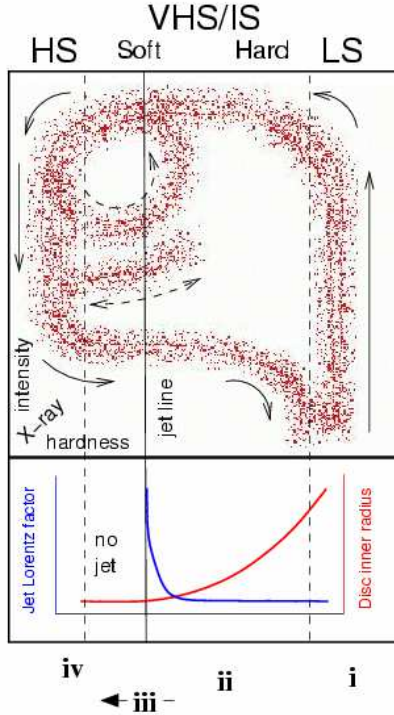 VHS/IS
HS Soft Hard LS
intensity
X-ray
hardness
jet line
Jet Lorentz factor
no
jet
Disc inner radius
iv iii ii i